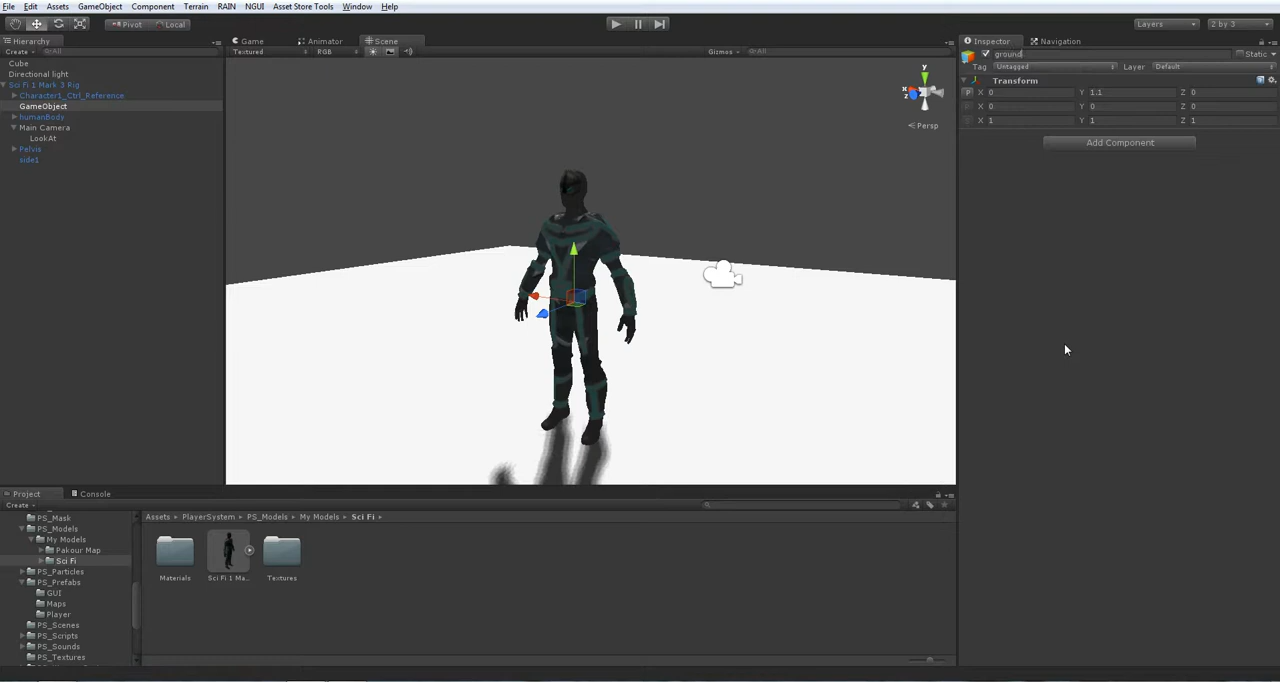 File Edit Assets GameObject Component Terrain RAIN NGUI Asset Store Tools Window Help
Pivot Local
Layers 2 by 3
Hierarchy
Create All
Cube
Directional light
Sci Fi 1 Mark 3 Rig
Character1_Ctrl_Reference
GameObject
humanBody
Main Camera
LookAt
Pelvis
side1
Game Animator Scene
Textured RGB Gizmos All
y
x
z
Persp
Inspector Navigation
ground Static
Tag Untagged Layer Default
Transform
P X 0 Y 1.1 Z 0
X 0 Y 0 Z 0
X 1 Y 1 Z 1
Add Component
Project Console
Create
PS_Mask
PS_Models
My Models
Pakour Map
Sci Fi
PS_Particles
PS_Prefabs
GUI
Maps
Player
PS_Scenes
PS_Scripts
PS_Sounds
PS_Textures
Assets PlayerSystem PS_Models My Models Sci Fi
Materials Sci Fi 1 Ma... Textures